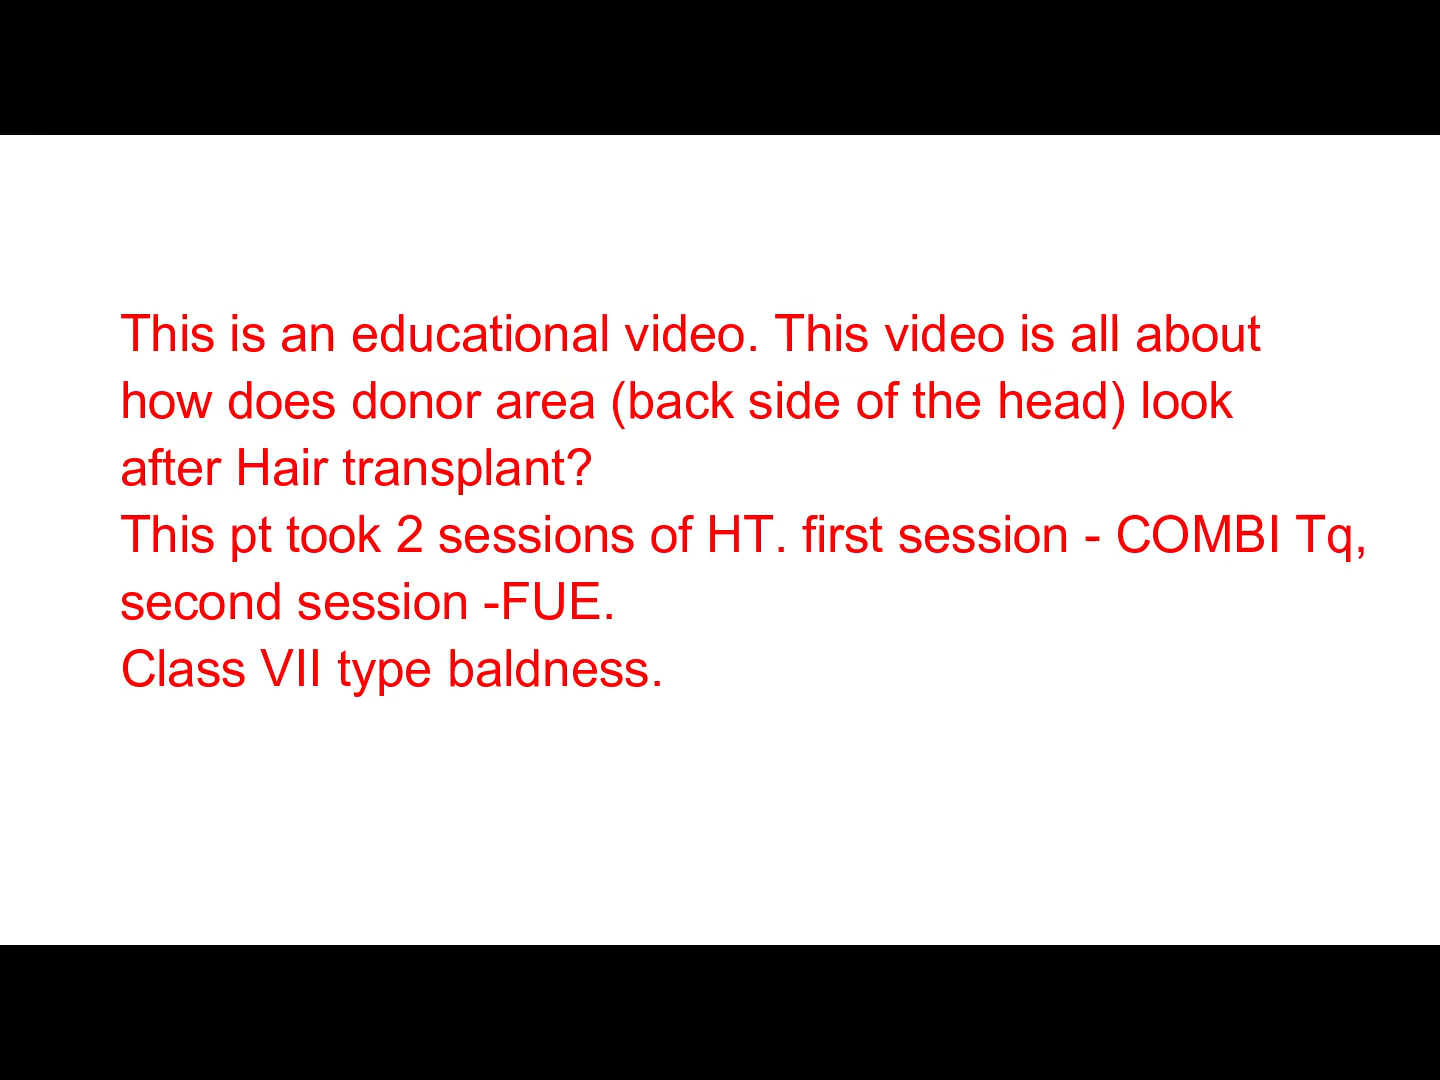 This is an educational video. This video is all about
how does donor area (back side of the head) look
after Hair transplant?
This pt took 2 sessions of HT. first session - COMBI Tq,
second session -FUE.
Class VII type baldness.